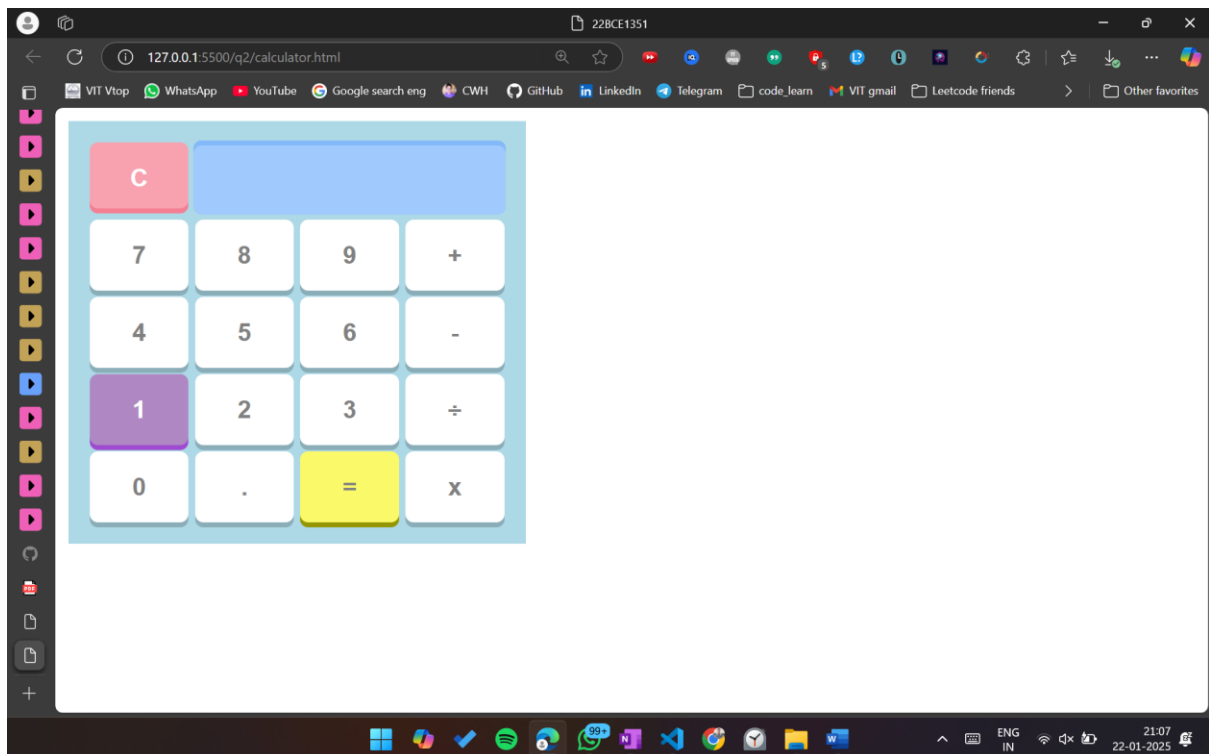 22BCE1351
127.0.0.1:5500/q2/calculator.html
5
VIT Vtop WhatsApp YouTube Google search eng CWH GitHub LinkedIn Telegram code_learn VIT gmail Leetcode friends Other favorites
C
7 8 9 +
4 5 6 -
1 2 3 ÷
0 . = x
PDF
99+
ENG 21:07
IN 22-01-2025